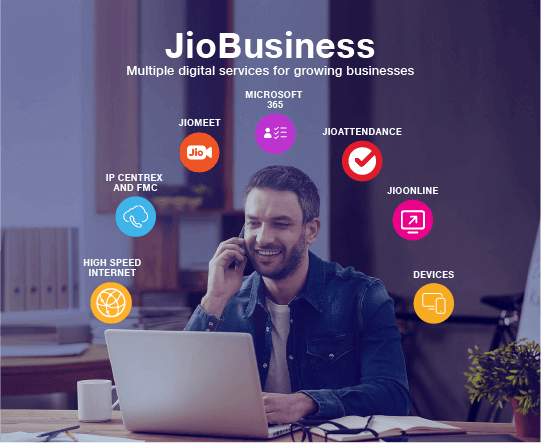 JioBusiness
Multiple digital services for growing businesses
MICROSOFT
365
JIOMEET
Jio
JIOATTENDANCE
IP CENTREX
AND FMC
JIOONLINE
HIGH SPEED
INTERNET
DEVICES